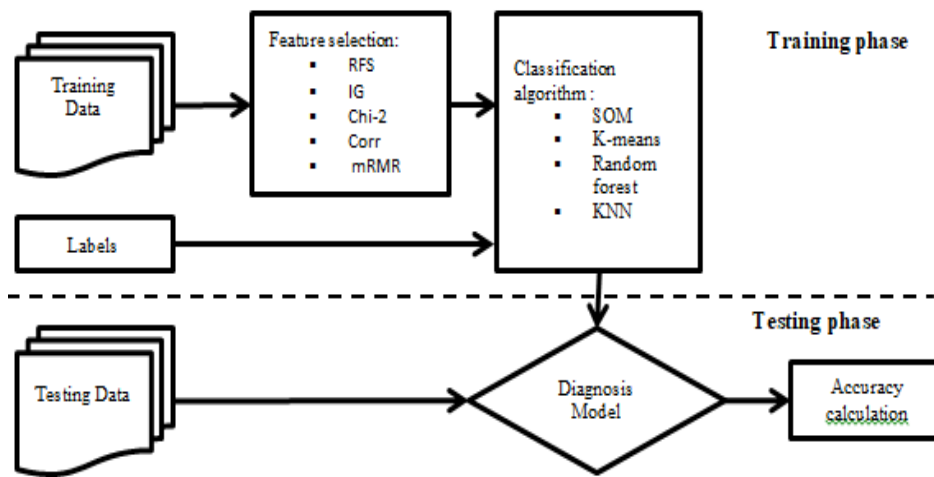 Training
Data
Feature selection:
▪ RFS
▪ IG
▪ Chi-2
▪ Corr
▪ mRMR
Classification
algorithm :
▪ SOM
▪ K-means
▪ Random
forest
▪ KNN
Training phase
Labels
Testing phase
Testing Data
Diagnosis
Model
Accuracy
calculation